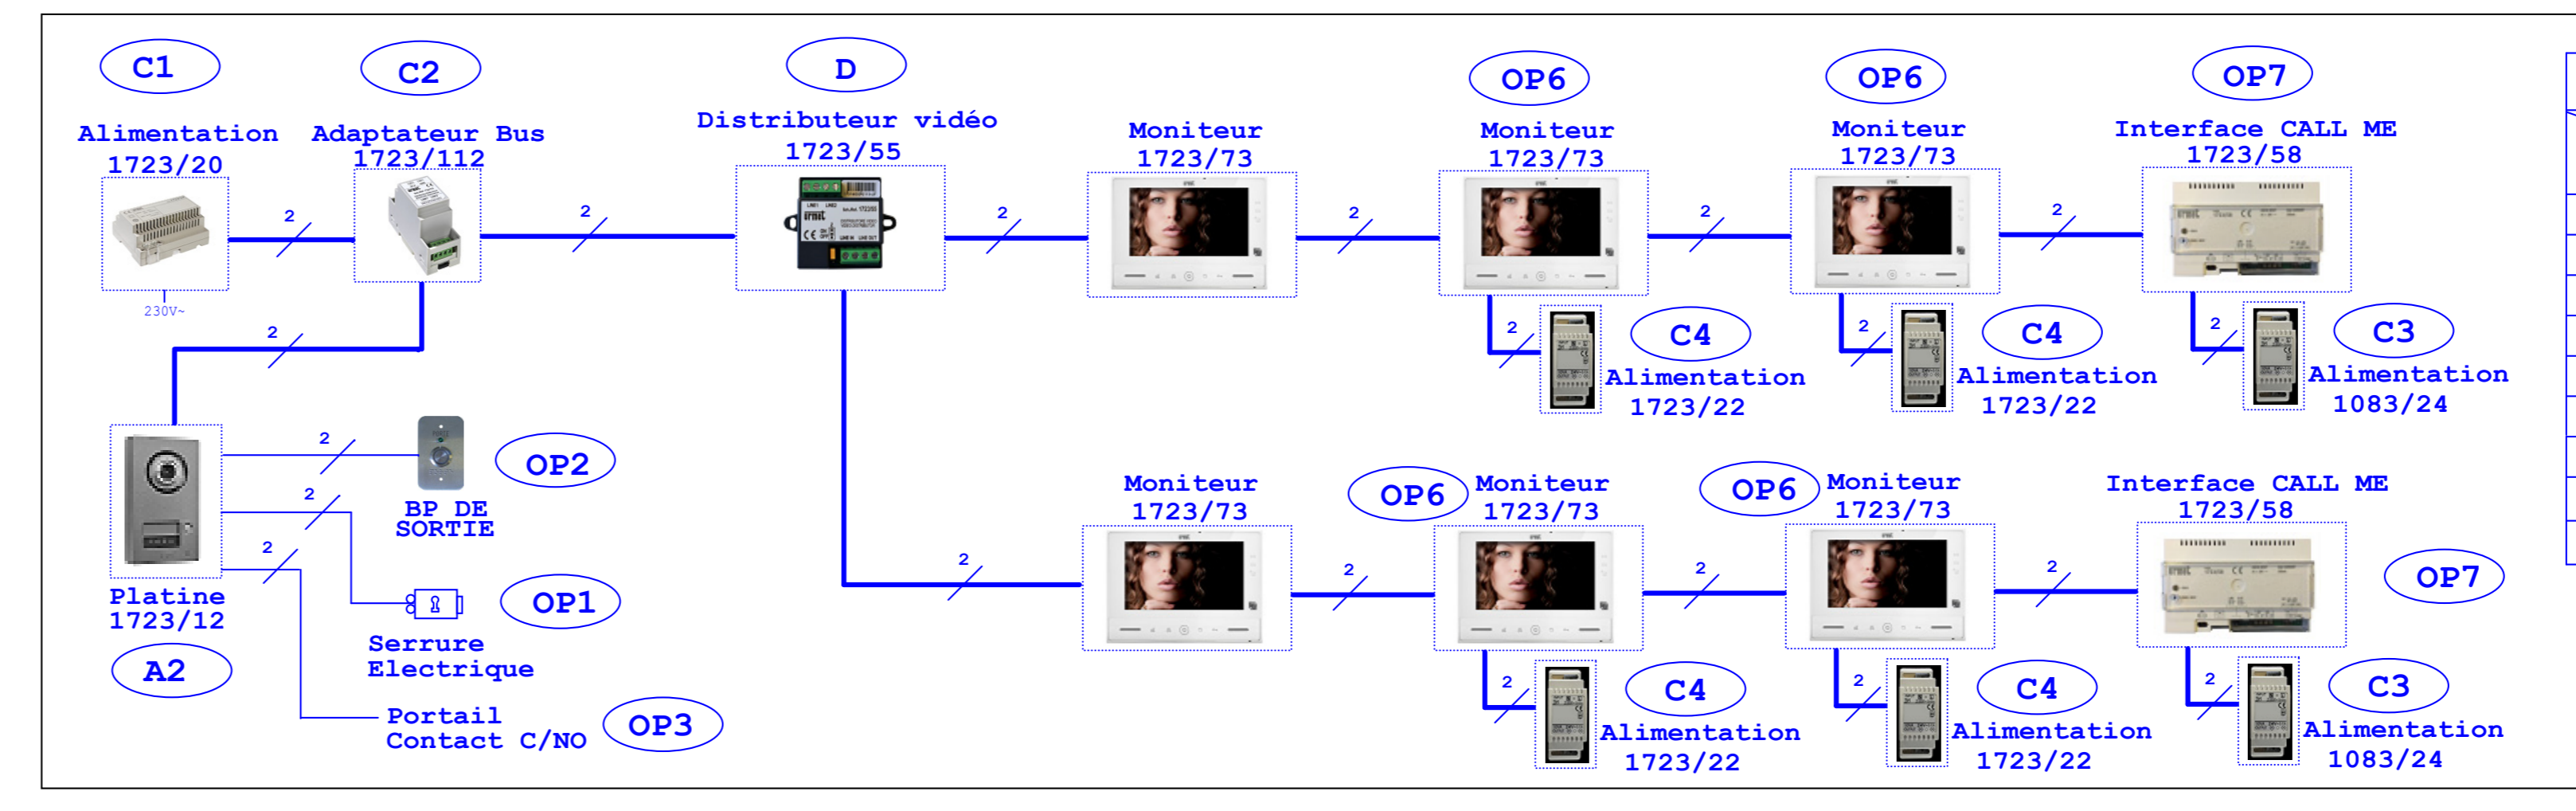 C1
C2
D
OP6
OP6
OP7
Alimentation
1723/20
Adaptateur Bus
1723/112
Distributeur vidéo
1723/55
Moniteur
1723/73
Moniteur
1723/73
Moniteur
1723/73
Interface CALL ME
1723/58
2
2
2
2
2
2
230V~
2
2
C4
Alimentation
1723/22
2
C4
Alimentation
1723/22
2
C3
Alimentation
1083/24
2
OP2
BP DE
SORTIE
2
OP1
Serrure
Electrique
2
OP3
Portail
Contact C/NO
Platine
1723/12
A2
2
Moniteur
1723/73
2
OP6
Moniteur
1723/73
2
OP6
Moniteur
1723/73
2
Interface CALL ME
1723/58
OP7
2
C4
Alimentation
1723/22
2
C4
Alimentation
1723/22
2
C3
Alimentation
1083/24